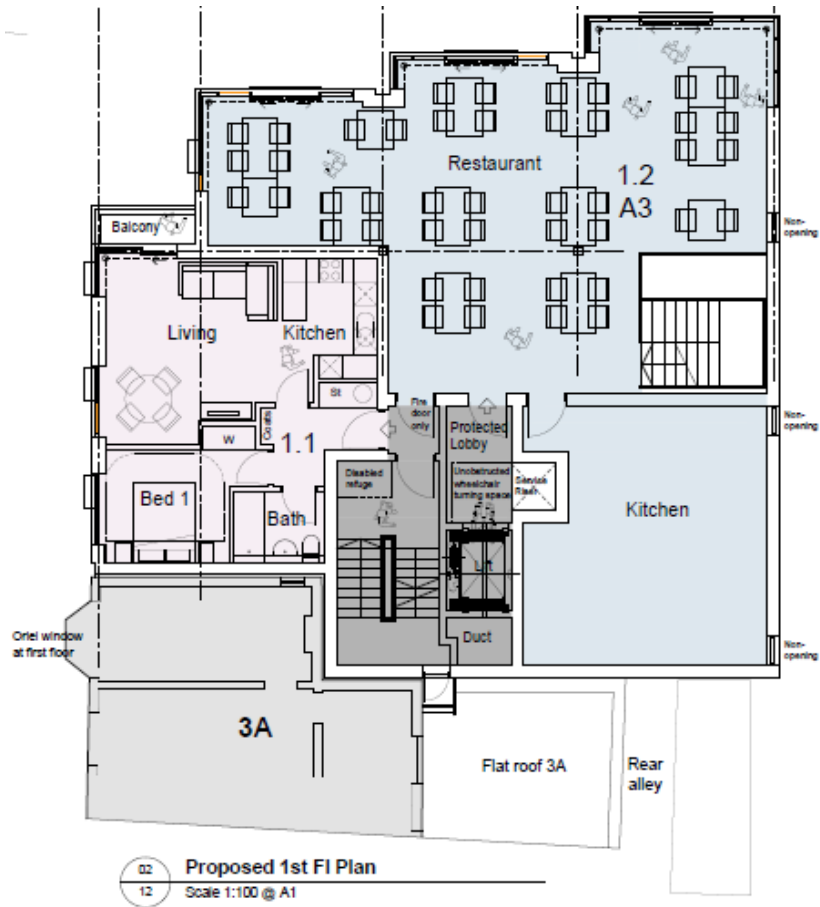 Restaurant
1.2
A3
Balcony
Non-
opening
Living
Kitchen
St
Coats
W
1.1
Fire
door
only
Protected
Lobby
Non-
opening
Disabled
refuge
Unobstructed
wheelchair
turning space
Service
Riser
Bed 1
Bath
Kitchen
Lift
Duct
Oriel window
at first floor
Non-
opening
3A
Flat roof 3A
Rear
alley
02
12
Proposed 1st Fl Plan
Scale 1:100 @ A1